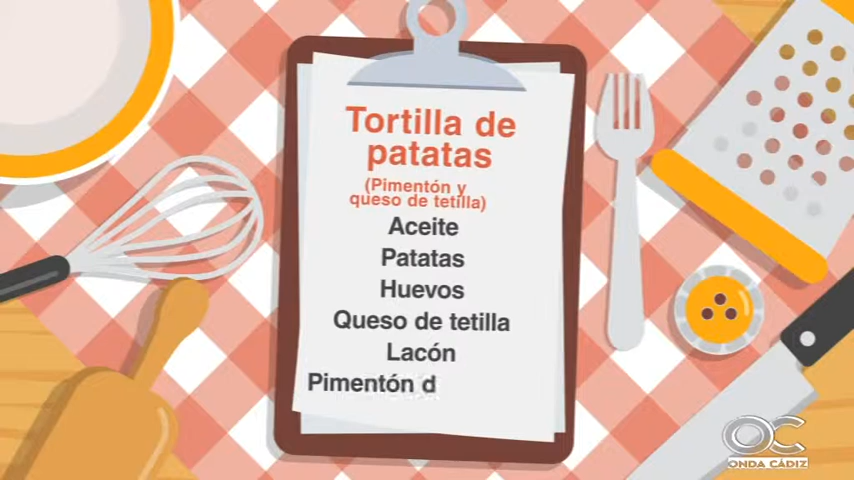 Tortilla de
patatas
(Pimentón y
queso de tetilla)
Aceite
Patatas
Huevos
Queso de tetilla
Lacón
Pimentón d
OC
ONDA CÁDIZ